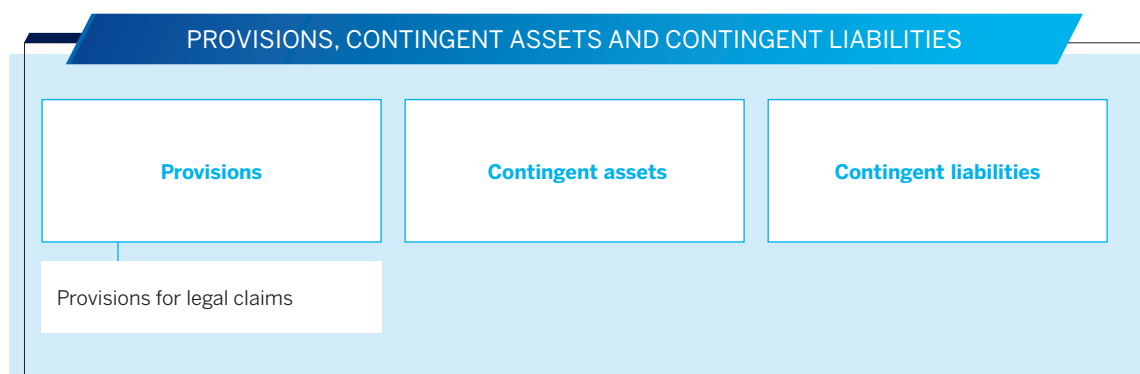 PROVISIONS, CONTINGENT ASSETS AND CONTINGENT LIABILITIES
Provisions
Contingent assets
Contingent liabilities
Provisions for legal claims